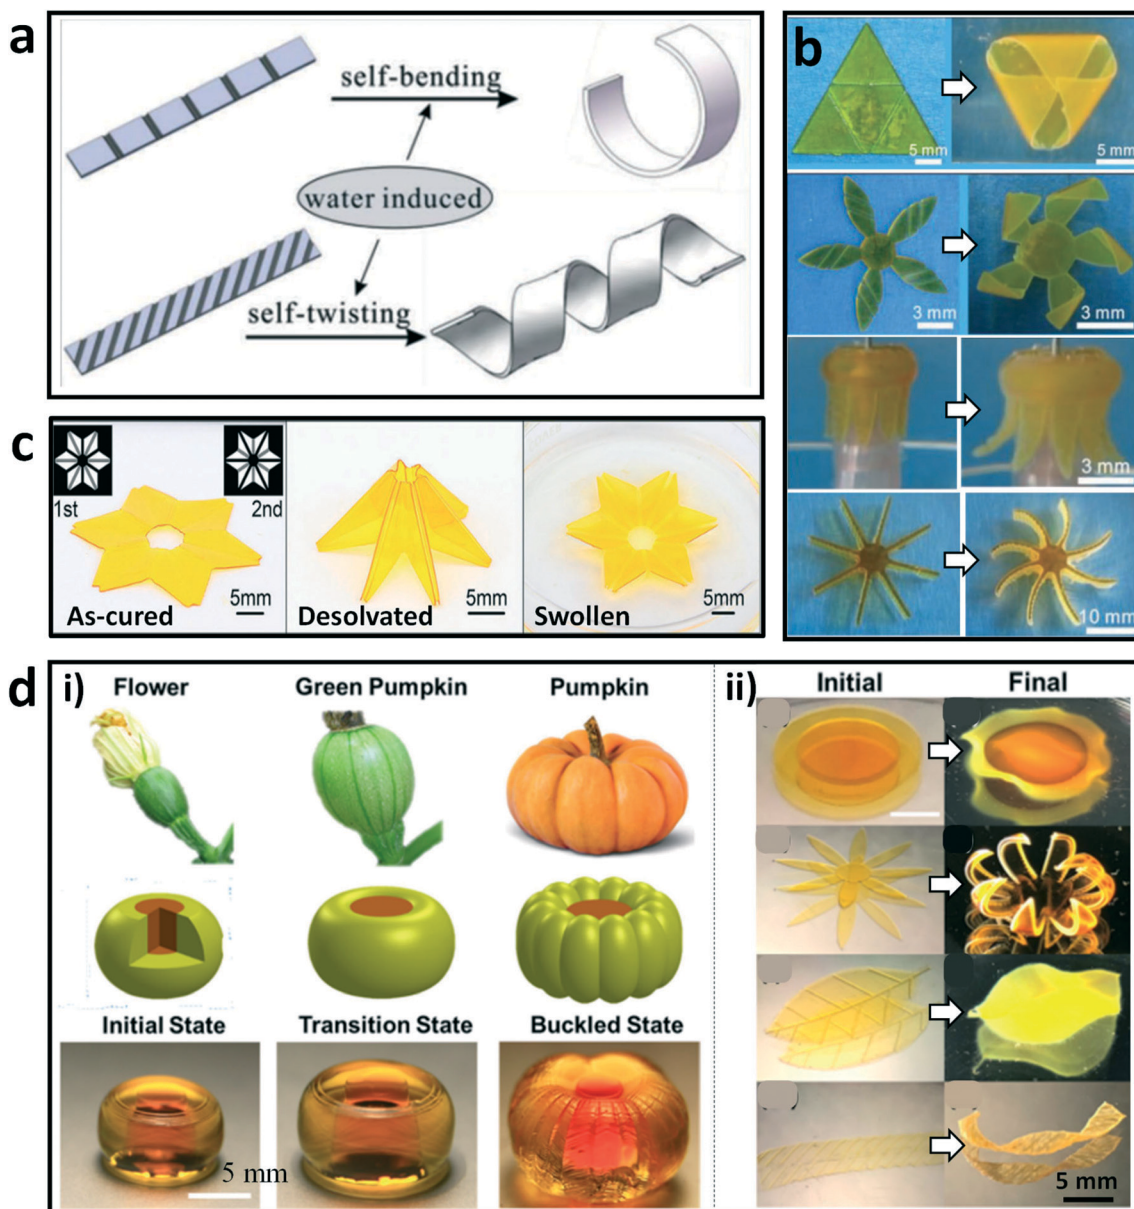 a
self-bending
water induced
self-twisting
b
5 mm
5 mm
3 mm
3 mm
3 mm
10 mm
c
1st
2nd
5mm
5mm
5mm
As-cured
Desolvated
Swollen
d
i)
Flower
Green Pumpkin
Pumpkin
Initial State
Transition State
Buckled State
5 mm
ii)
Initial
Final
5 mm